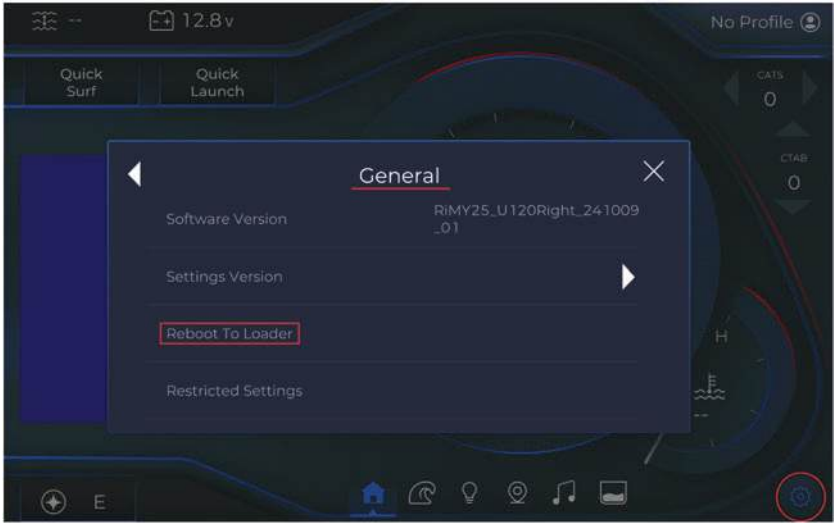 --
12.8v
No Profile
Quick
Surf
Quick
Launch
CATS
0
CTAB
0
General
Software Version
RiMY25_U120Right_241009
_01
Settings Version
Reboot To Loader
Restricted Settings
H
--
E